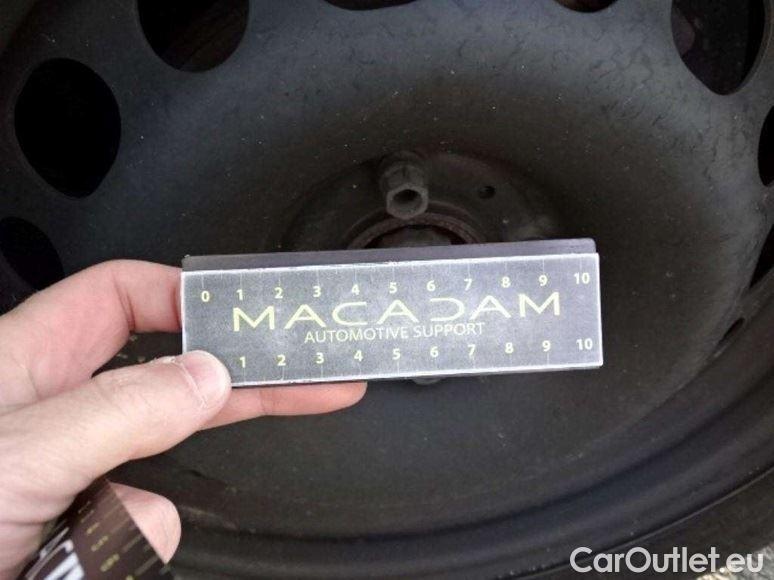 0 1 2 3 4 5 6 7 8 9 10
MACADAM
AUTOMOTIVE SUPPORT
1 2 3 4 5 6 7 8 9 10
CarOutlet.eu